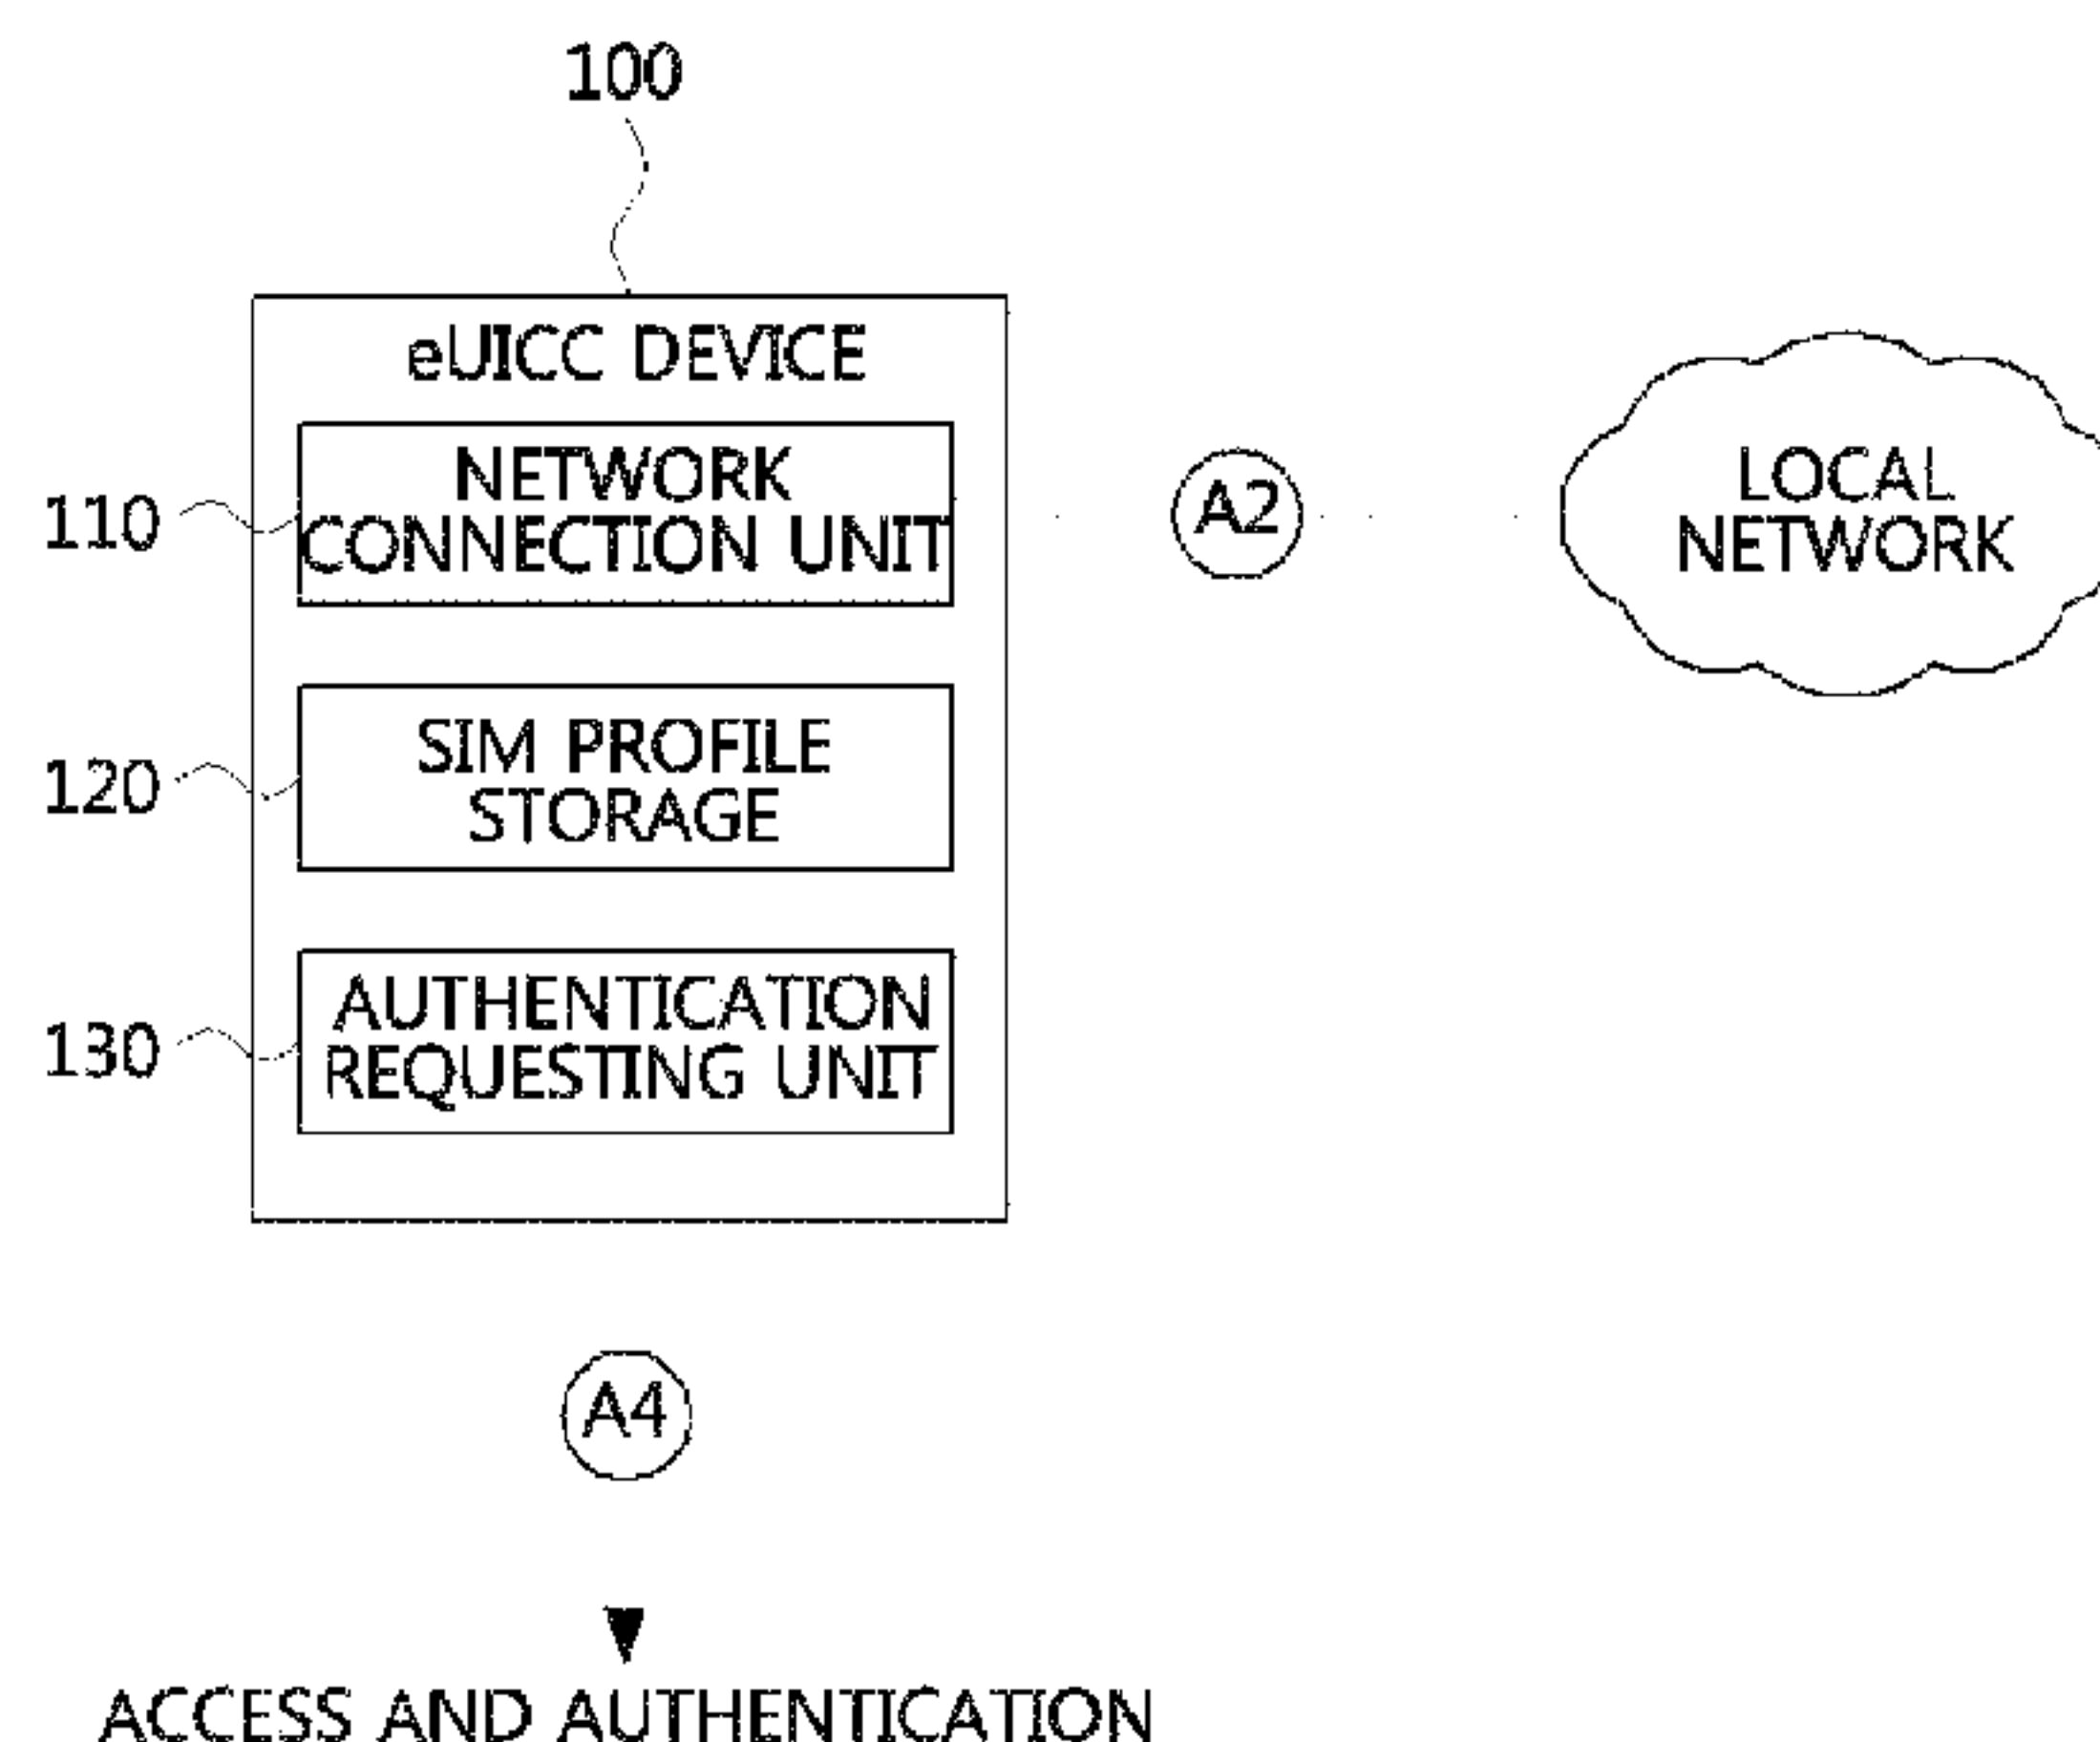 100
eUICC DEVICE
NETWORK
CONNECTION UNIT
110
A2
LOCAL
NETWORK
SIM PROFILE
STORAGE
120
AUTHENTICATION
REQUESTING UNIT
130
A4
ACCESS AND AUTHENTICATION